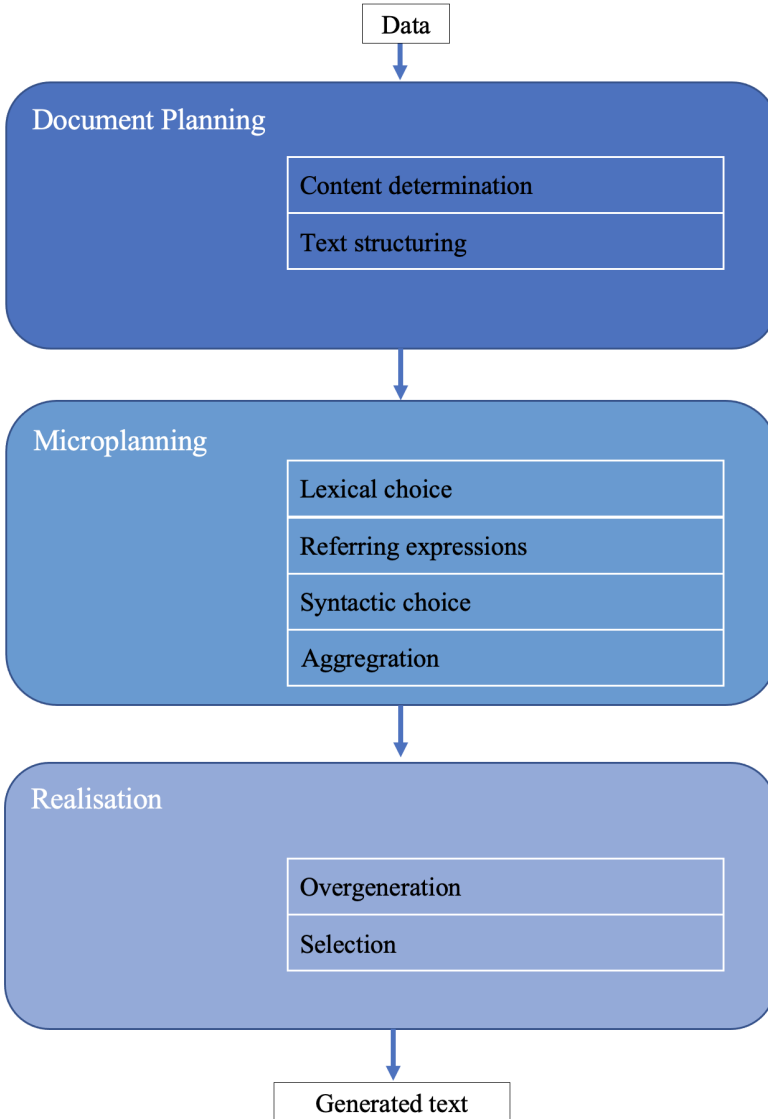 Data
Document Planning
Content determination
Text structuring
Microplanning
Lexical choice
Referring expressions
Syntactic choice
Aggregration
Realisation
Overgeneration
Selection
Generated text